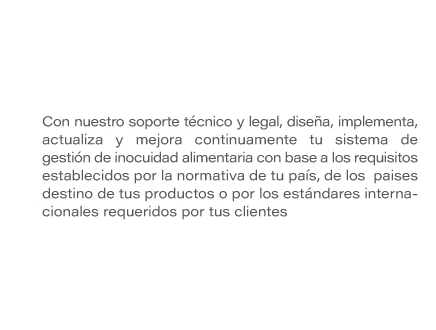 Con nuestro soporte técnico y legal, diseña, implementa,
actualiza y mejora continuamente tu sistema de
gestión de inocuidad alimentaria con base a los requisitos
establecidos por la normativa de tu país, de los paises
destino de tus productos o por los estándares interna-
cionales requeridos por tus clientes